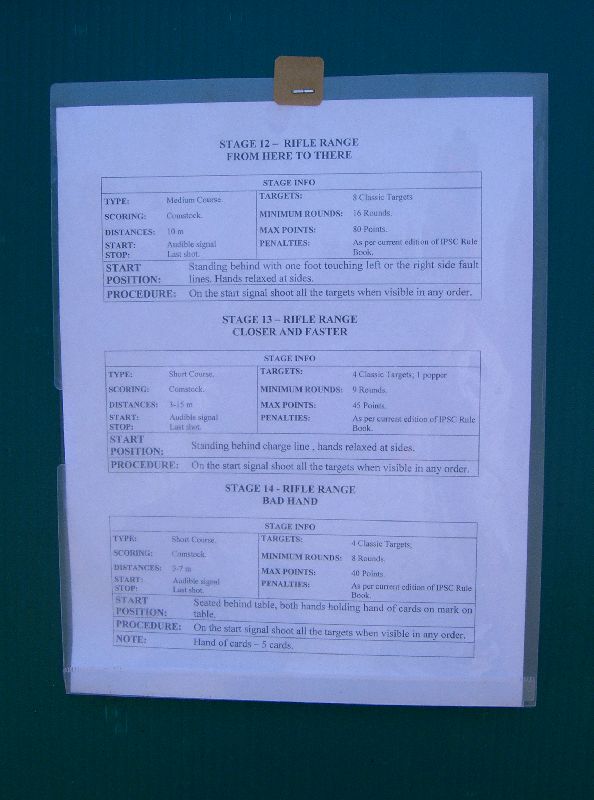 STAGE 12 – RIFLE RANGE
FROM HERE TO THERE
STAGE INFO
TYPE: Medium Course TARGETS: 8 Classic Targets
SCORING: Comstock. MINIMUM ROUNDS: 16 Rounds.
DISTANCES: 10 m MAX POINTS: 80 Points.
START: Audible signal PENALTIES: As per current edition of IPSC Rule
STOP: Last shot. Book.
START Standing behind with one foot touching left or the right side fault
POSITION: lines. Hands relaxed at sides.
PROCEDURE: On the start signal shoot all the targets when visible in any order.
STAGE 13 – RIFLE RANGE
CLOSER AND FASTER
STAGE INFO
TYPE: Short Course. TARGETS: 4 Classic Targets; 1 popper
SCORING: Comstock. MINIMUM ROUNDS: 9 Rounds.
DISTANCES: 3-15 m MAX POINTS: 45 Points.
START: Audible signal PENALTIES: As per current edition of IPSC Rule
STOP: Last shot. Book.
START
POSITION: Standing behind charge line , hands relaxed at sides.
PROCEDURE: On the start signal shoot all the targets when visible in any order.
STAGE 14 - RIFLE RANGE
BAD HAND
STAGE INFO
TYPE: Short Course. TARGETS: 4 Classic Targets;
SCORING: Comstock. MINIMUM ROUNDS: 8 Rounds.
DISTANCES: m MAX POINTS: 40 Points.
START: Audible signal PENALTIES: As per current edition of IPSC Rule
STOP: Last shot. Book.
START Seated behind table, both hands holding hand of cards on mark on
POSITION: table.
PROCEDURE: On the start signal shoot all the targets when visible in any order.
NOTE: Hand of cards – 5 cards.